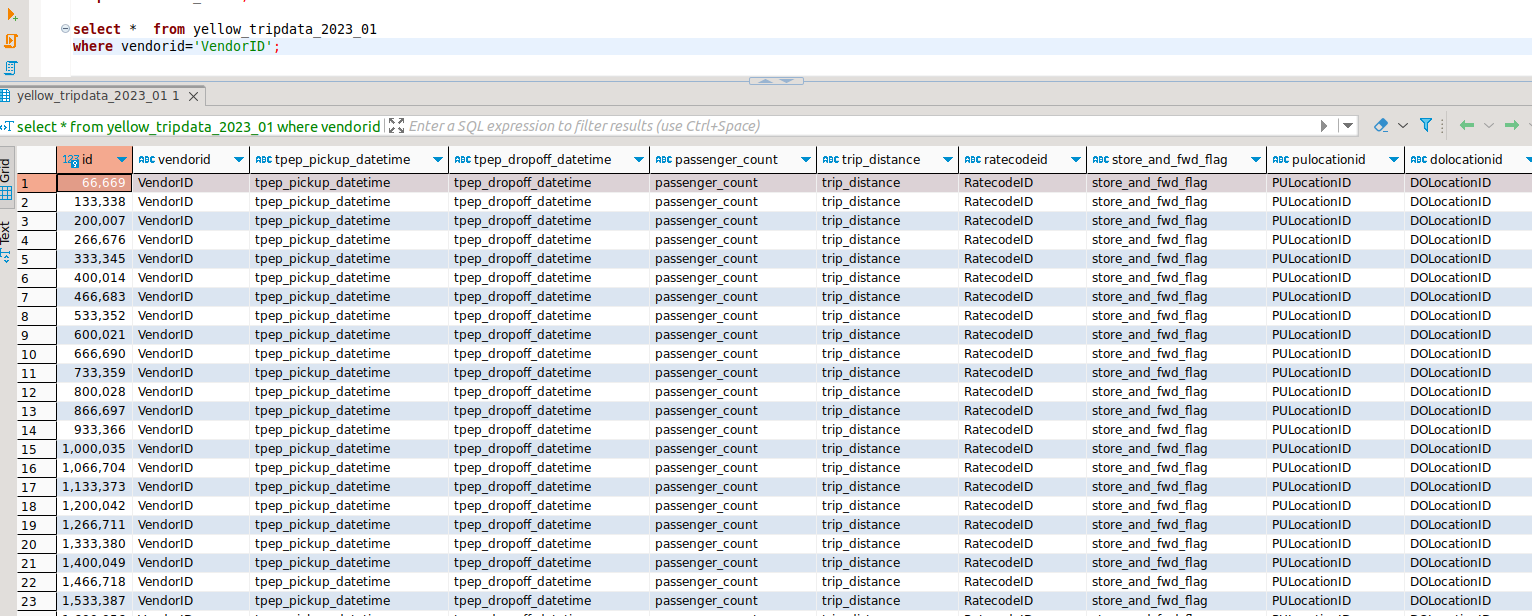 select *  from yellow_tripdata_2023_01
where vendorid='VendorID';
yellow_tripdata_2023_01 1
select * from yellow_tripdata_2023_01 where vendorid Enter a SQL expression to filter results (use Ctrl+Space)
Grid
Text
123 id ABC vendorid ABC tpep_pickup_datetime ABC tpep_dropoff_datetime ABC passenger_count ABC trip_distance ABC ratecodeid ABC store_and_fwd_flag ABC pulocationid ABC dolocationid
1 66,669 VendorID tpep_pickup_datetime tpep_dropoff_datetime passenger_count trip_distance RatecodeID store_and_fwd_flag PULocationID DOLocationID
2 133,338 VendorID tpep_pickup_datetime tpep_dropoff_datetime passenger_count trip_distance RatecodeID store_and_fwd_flag PULocationID DOLocationID
3 200,007 VendorID tpep_pickup_datetime tpep_dropoff_datetime passenger_count trip_distance RatecodeID store_and_fwd_flag PULocationID DOLocationID
4 266,676 VendorID tpep_pickup_datetime tpep_dropoff_datetime passenger_count trip_distance RatecodeID store_and_fwd_flag PULocationID DOLocationID
5 333,345 VendorID tpep_pickup_datetime tpep_dropoff_datetime passenger_count trip_distance RatecodeID store_and_fwd_flag PULocationID DOLocationID
6 400,014 VendorID tpep_pickup_datetime tpep_dropoff_datetime passenger_count trip_distance RatecodeID store_and_fwd_flag PULocationID DOLocationID
7 466,683 VendorID tpep_pickup_datetime tpep_dropoff_datetime passenger_count trip_distance RatecodeID store_and_fwd_flag PULocationID DOLocationID
8 533,352 VendorID tpep_pickup_datetime tpep_dropoff_datetime passenger_count trip_distance RatecodeID store_and_fwd_flag PULocationID DOLocationID
9 600,021 VendorID tpep_pickup_datetime tpep_dropoff_datetime passenger_count trip_distance RatecodeID store_and_fwd_flag PULocationID DOLocationID
10 666,690 VendorID tpep_pickup_datetime tpep_dropoff_datetime passenger_count trip_distance RatecodeID store_and_fwd_flag PULocationID DOLocationID
11 733,359 VendorID tpep_pickup_datetime tpep_dropoff_datetime passenger_count trip_distance RatecodeID store_and_fwd_flag PULocationID DOLocationID
12 800,028 VendorID tpep_pickup_datetime tpep_dropoff_datetime passenger_count trip_distance RatecodeID store_and_fwd_flag PULocationID DOLocationID
13 866,697 VendorID tpep_pickup_datetime tpep_dropoff_datetime passenger_count trip_distance RatecodeID store_and_fwd_flag PULocationID DOLocationID
14 933,366 VendorID tpep_pickup_datetime tpep_dropoff_datetime passenger_count trip_distance RatecodeID store_and_fwd_flag PULocationID DOLocationID
15 1,000,035 VendorID tpep_pickup_datetime tpep_dropoff_datetime passenger_count trip_distance RatecodeID store_and_fwd_flag PULocationID DOLocationID
16 1,066,704 VendorID tpep_pickup_datetime tpep_dropoff_datetime passenger_count trip_distance RatecodeID store_and_fwd_flag PULocationID DOLocationID
17 1,133,373 VendorID tpep_pickup_datetime tpep_dropoff_datetime passenger_count trip_distance RatecodeID store_and_fwd_flag PULocationID DOLocationID
18 1,200,042 VendorID tpep_pickup_datetime tpep_dropoff_datetime passenger_count trip_distance RatecodeID store_and_fwd_flag PULocationID DOLocationID
19 1,266,711 VendorID tpep_pickup_datetime tpep_dropoff_datetime passenger_count trip_distance RatecodeID store_and_fwd_flag PULocationID DOLocationID
20 1,333,380 VendorID tpep_pickup_datetime tpep_dropoff_datetime passenger_count trip_distance RatecodeID store_and_fwd_flag PULocationID DOLocationID
21 1,400,049 VendorID tpep_pickup_datetime tpep_dropoff_datetime passenger_count trip_distance RatecodeID store_and_fwd_flag PULocationID DOLocationID
22 1,466,718 VendorID tpep_pickup_datetime tpep_dropoff_datetime passenger_count trip_distance RatecodeID store_and_fwd_flag PULocationID DOLocationID
23 1,533,387 VendorID tpep_pickup_datetime tpep_dropoff_datetime passenger_count trip_distance RatecodeID store_and_fwd_flag PULocationID DOLocationID